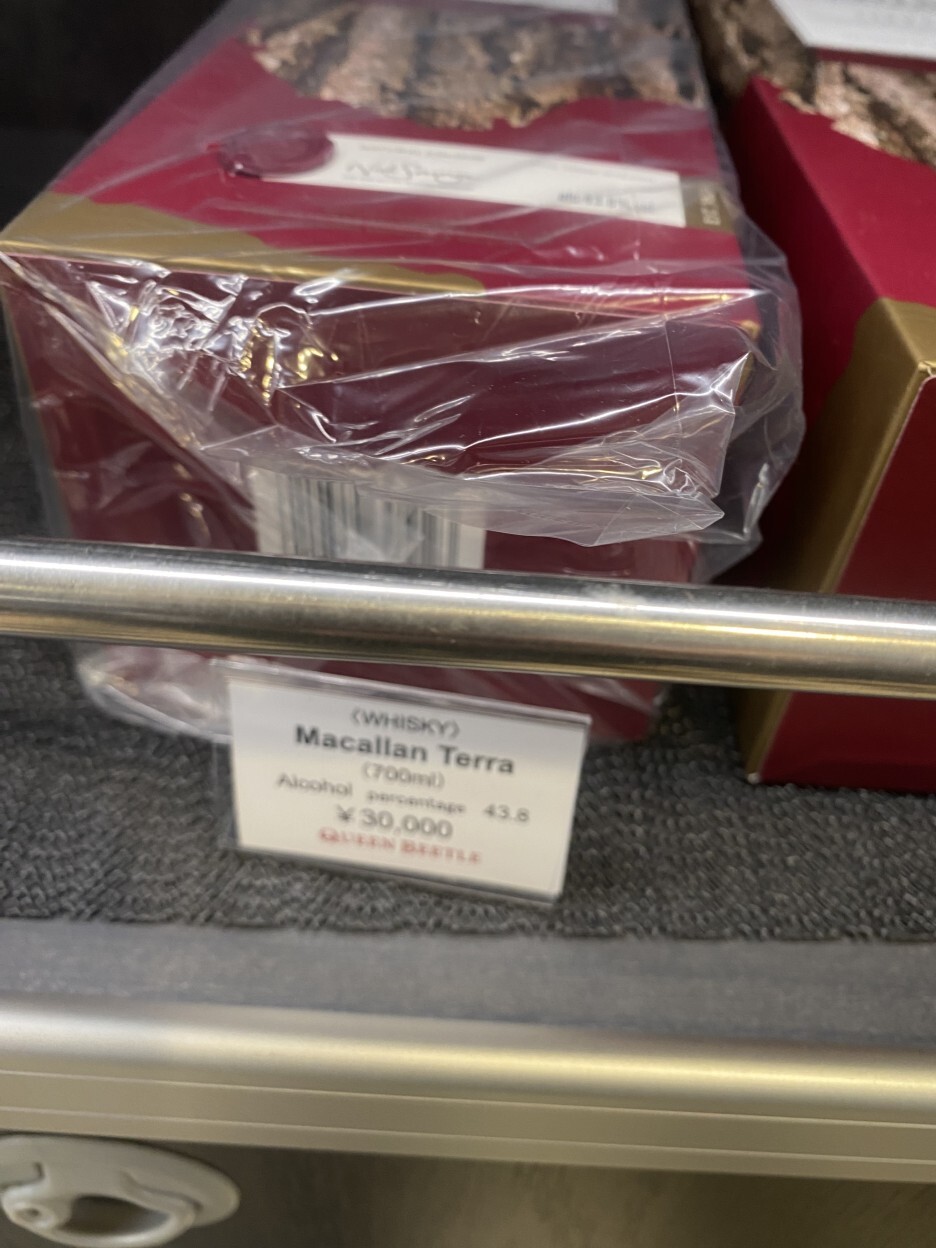 〈WHISKY〉
Macallan Terra
(700ml)
Alcohol percentage 43.8
￥30,000
QUEEN BEETLE